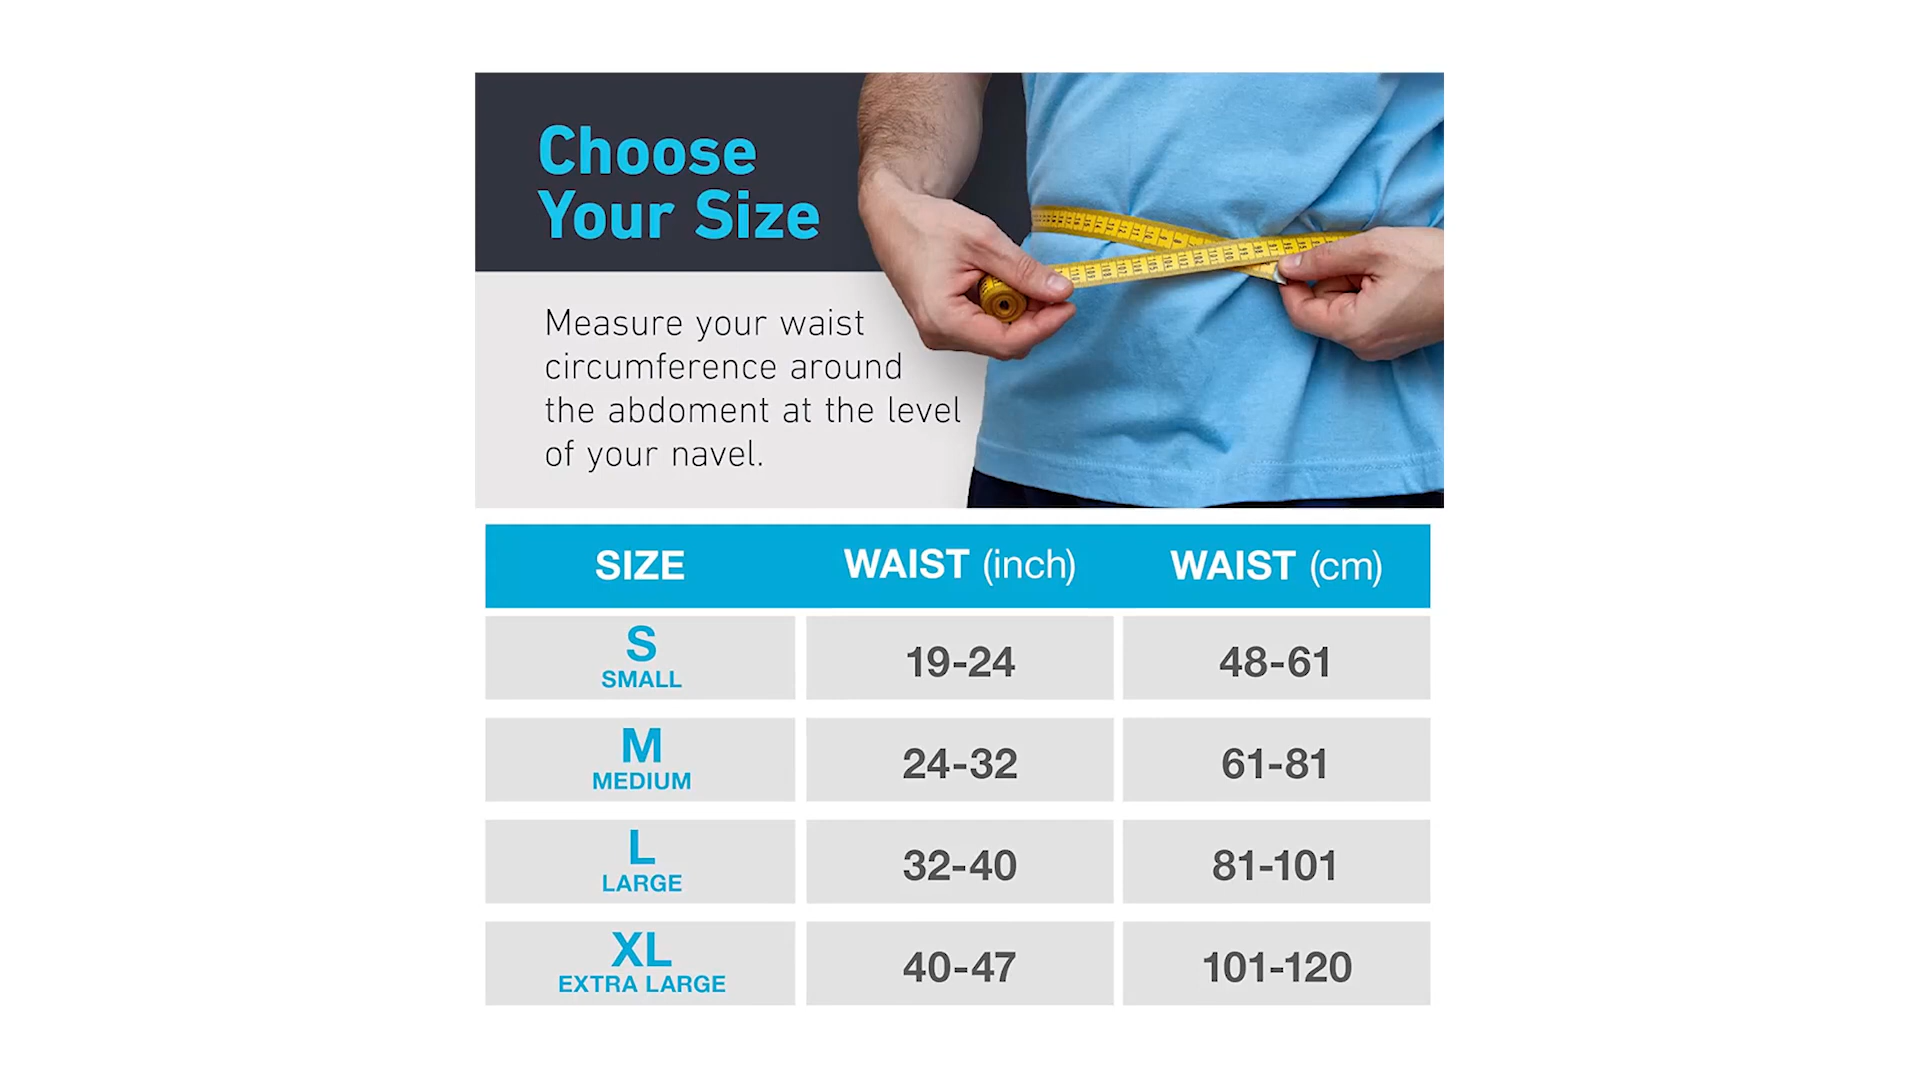 Choose
Your Size
Measure your waist
circumference around
the abdoment at the level
of your navel.
SIZE WAIST (inch) WAIST (cm)
S
SMALL 19-24 48-61
M
MEDIUM 24-32 61-81
L
LARGE 32-40 81-101
XL
EXTRA LARGE 40-47 101-120